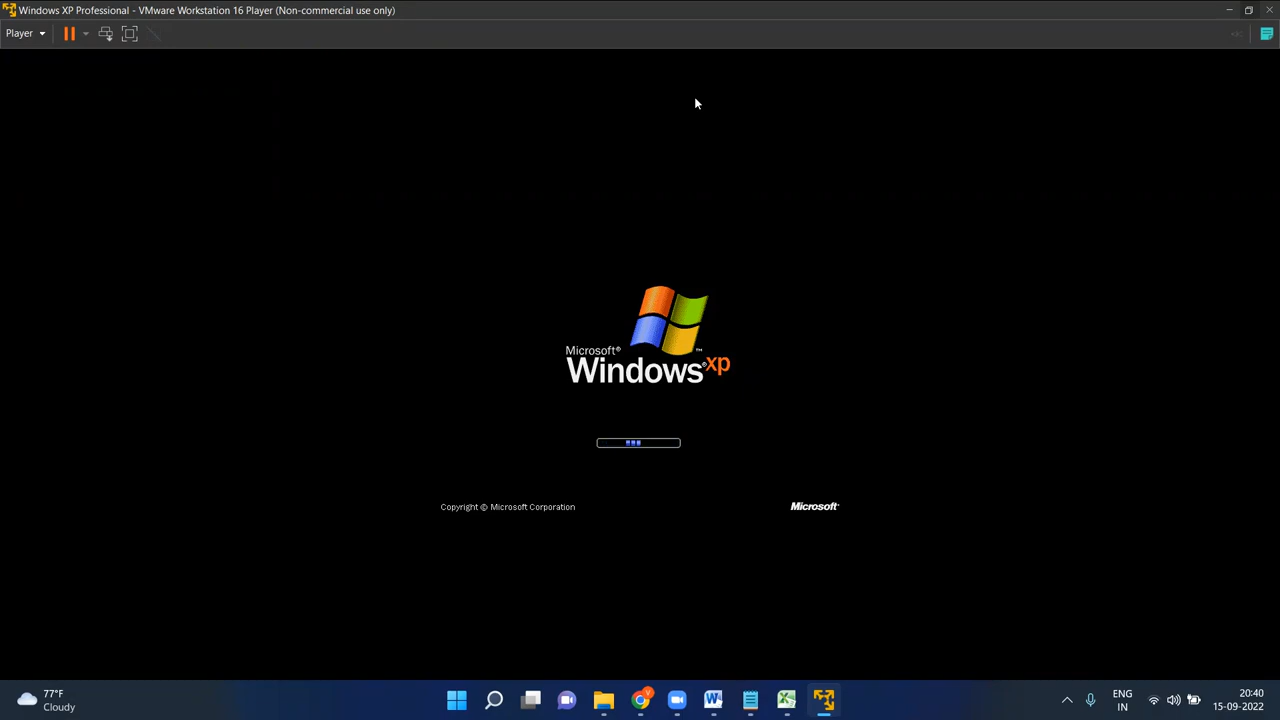 Windows XP Professional - VMware Workstation 16 Player (Non-commercial use only)
Player
Microsoft®
Windows® xp ™
Copyright © Microsoft Corporation
Microsoft®
77°F
Cloudy
ENG
IN
20:40
15-09-2022